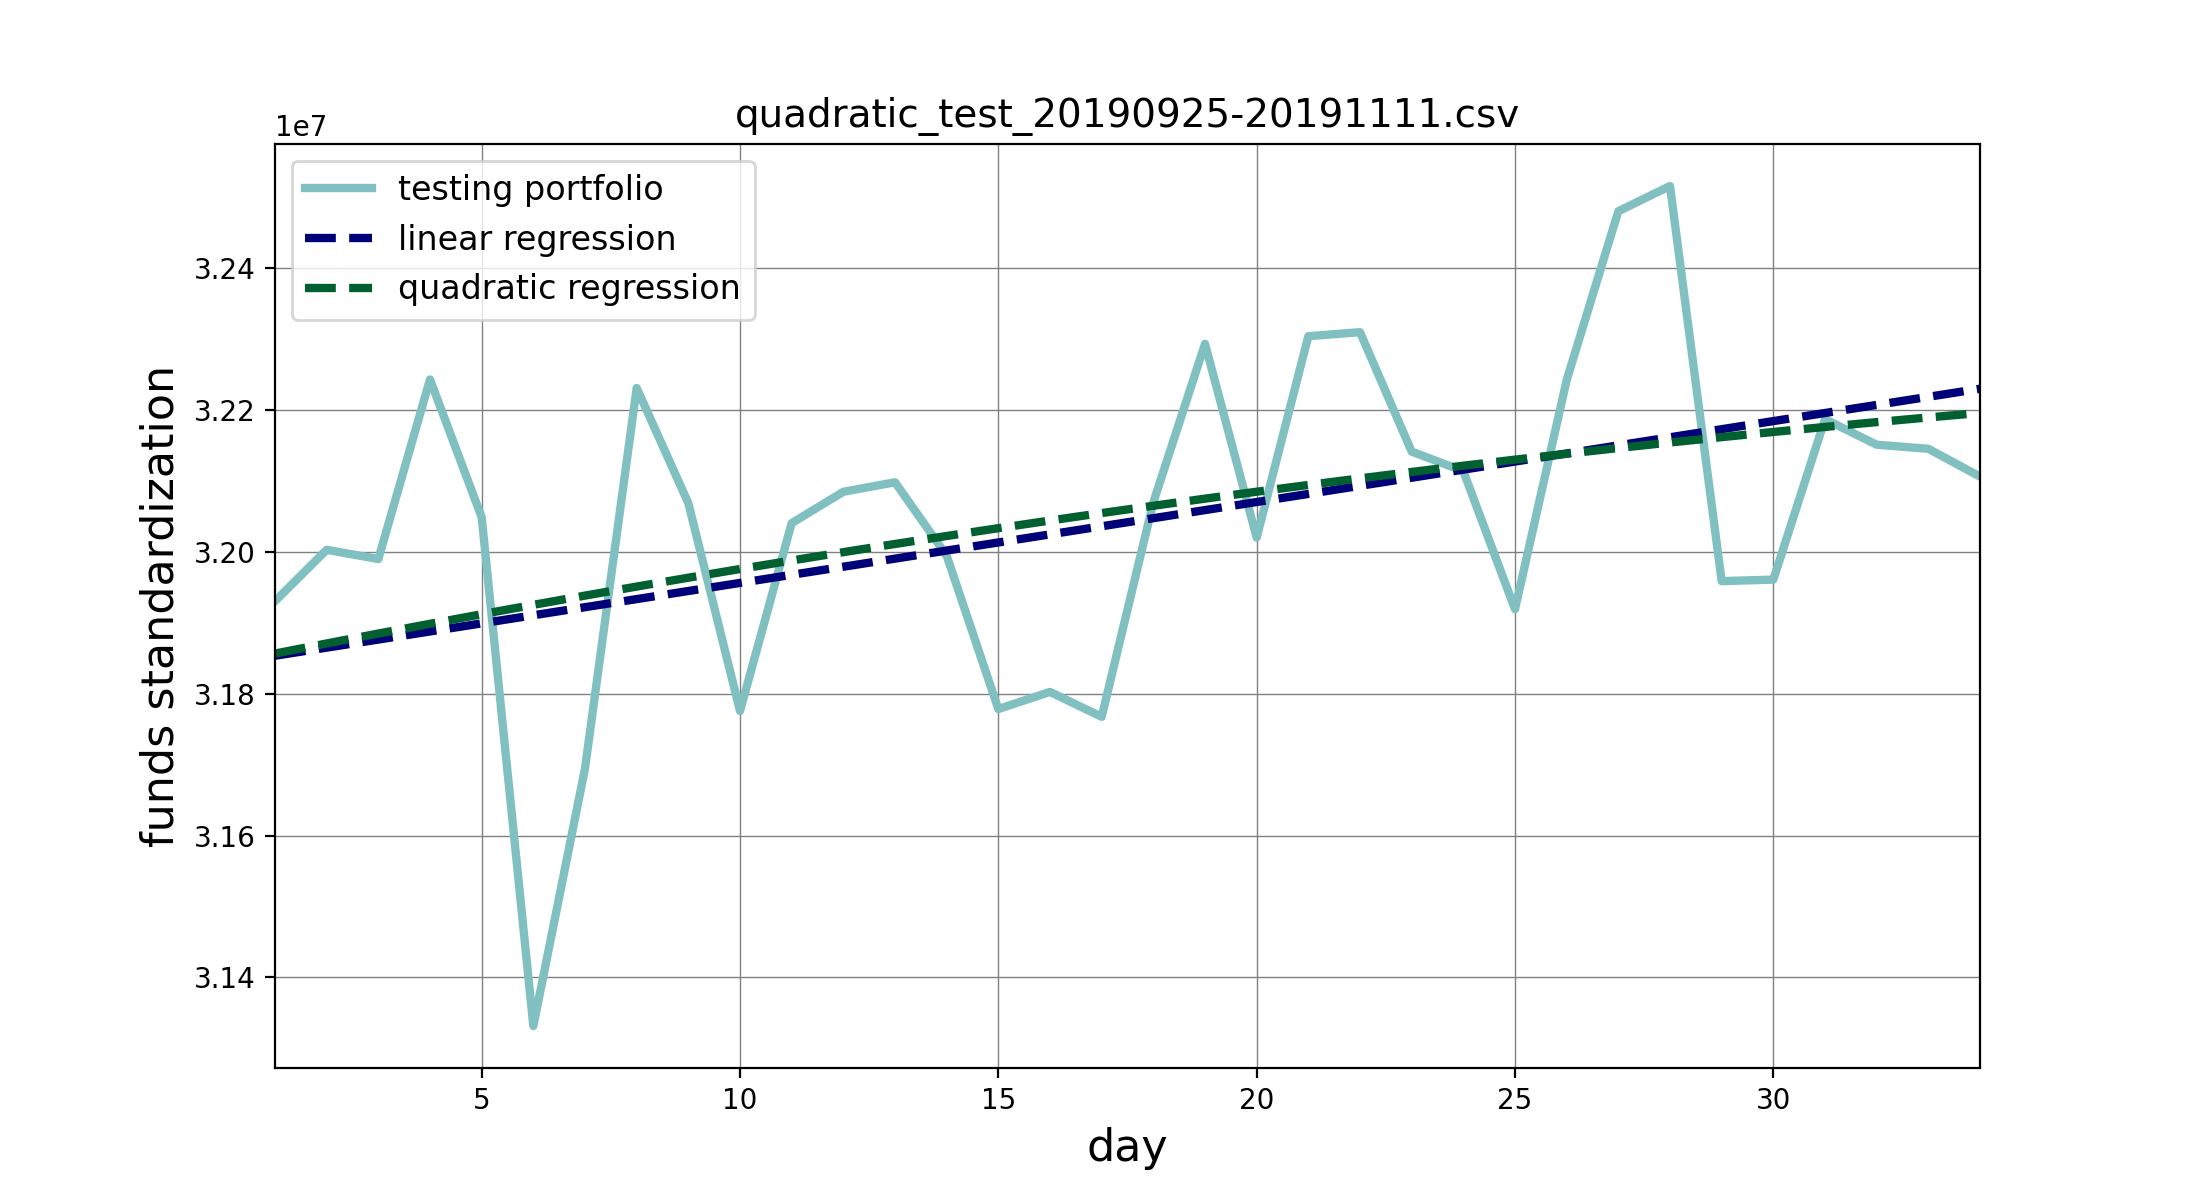 quadratic_test_20190925-20191111.csv
1e7
testing portfolio
linear regression
quadratic regression
funds standardization
3.24
3.22
3.20
3.18
3.16
3.14
5 10 15 20 25 30
day